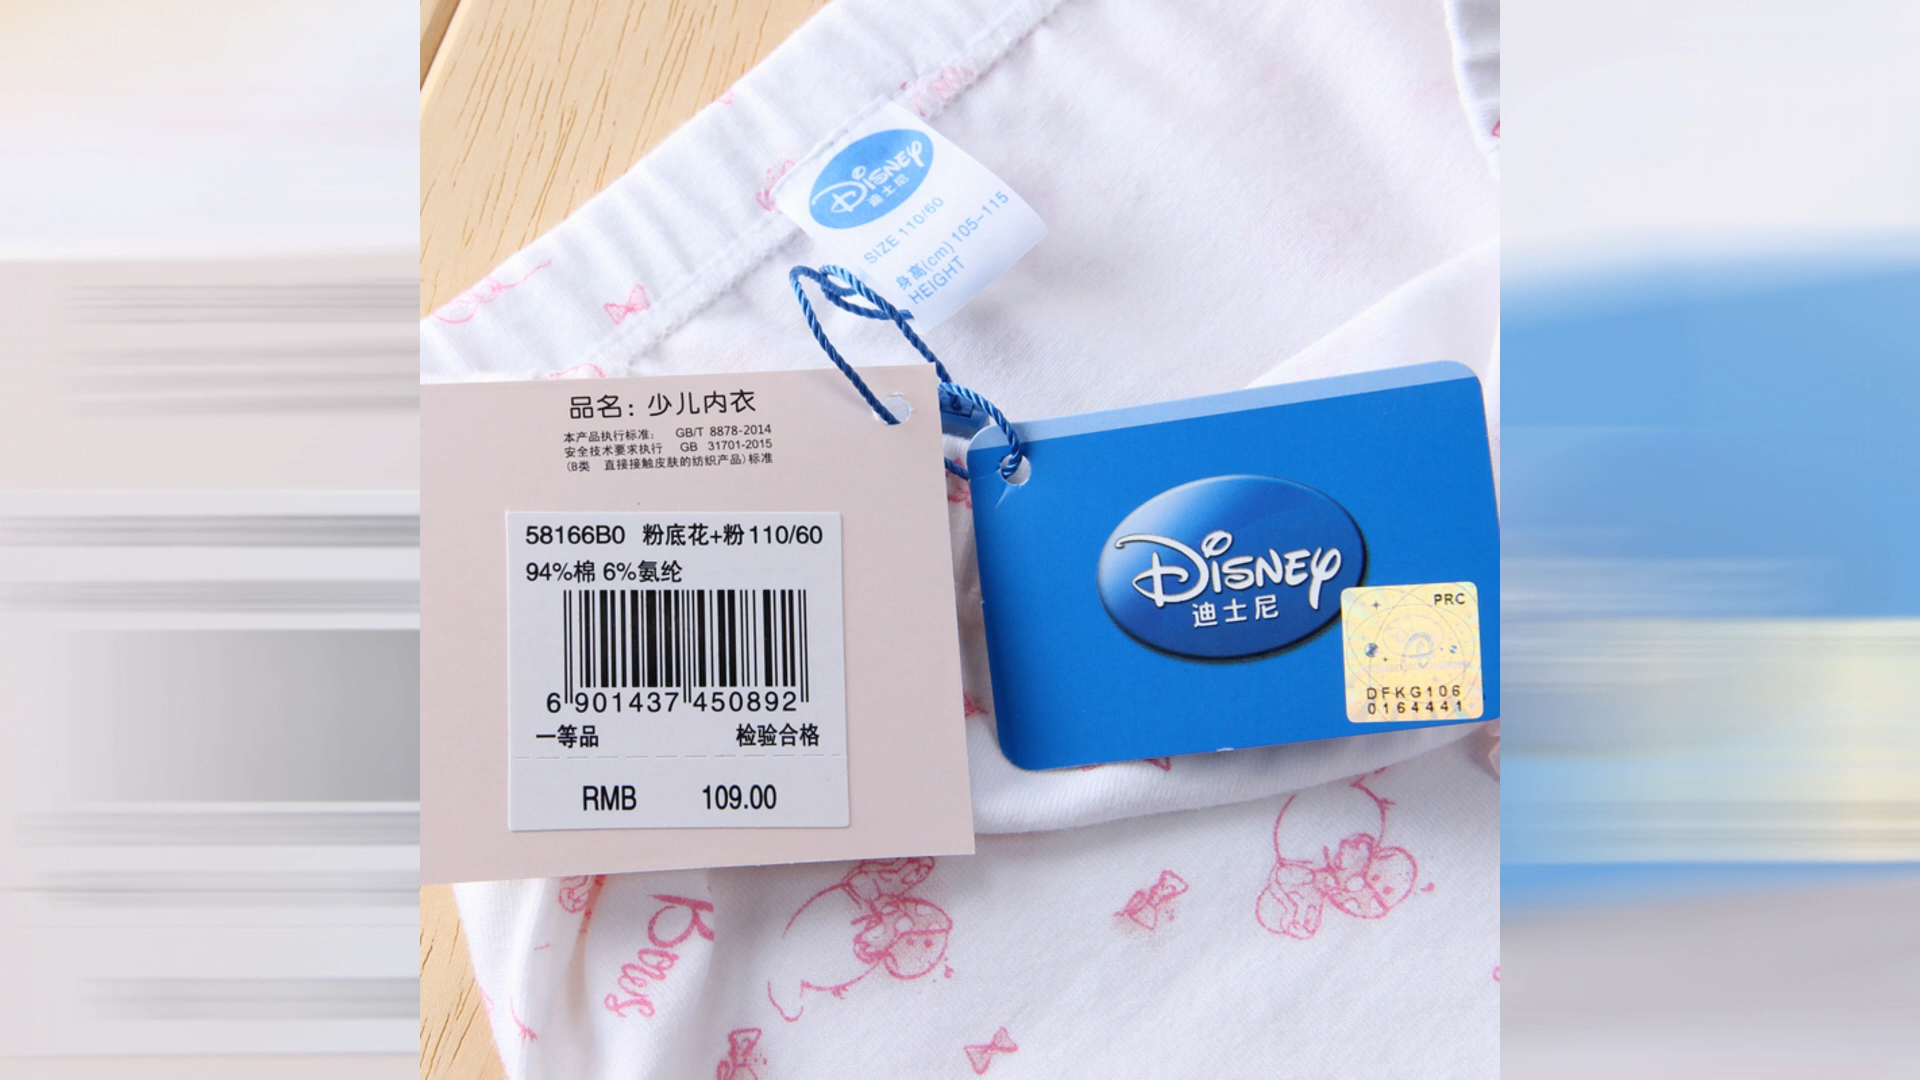 DISNEY
迪士尼
SIZE 110/60
身高(cm) 105-115
HEIGHT
品名：少儿内衣
本产品执行标准： GB/T 8878-2014
安全技术要求执行 GB 31701-2015
(B类 直接接触皮肤的纺织产品)标准
58166B0 粉底花+粉110/60
94%棉 6%氨纶
6 901437 450892
一等品 检验合格
RMB 109.00
DISNEY
迪士尼
PRC
DFKG106
0164441
Bows